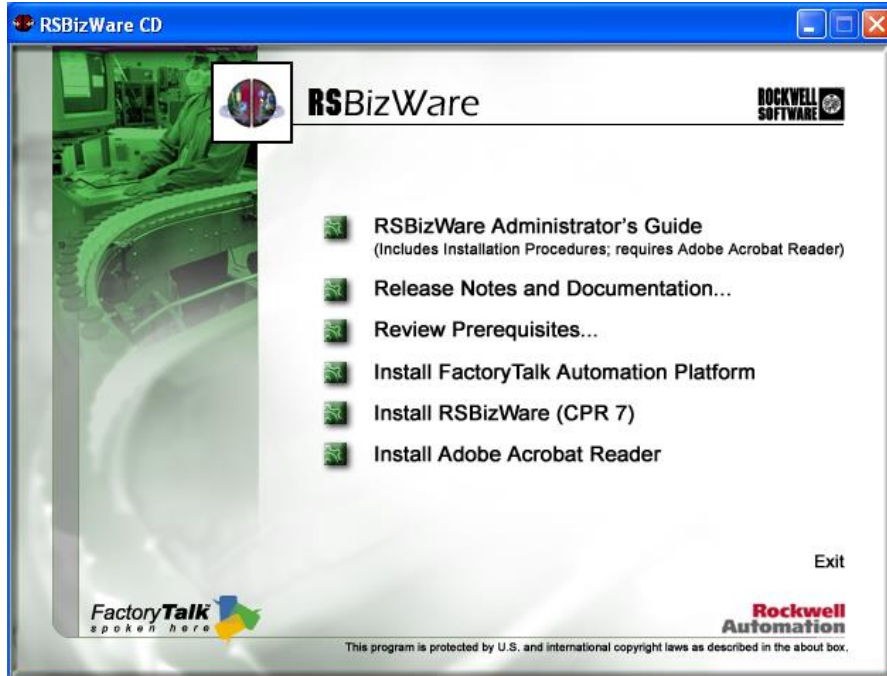 RSBizWare CD
RSBizWare
ROCKWELL
SOFTWARE
RSBizWare Administrator's Guide
(Includes Installation Procedures; requires Adobe Acrobat Reader)
Release Notes and Documentation...
Review Prerequisites...
Install FactoryTalk Automation Platform
Install RSBizWare (CPR 7)
Install Adobe Acrobat Reader
Exit
FactoryTalk
spoken here
Rockwell
Automation
This program is protected by U.S. and international copyright laws as described in the about box.